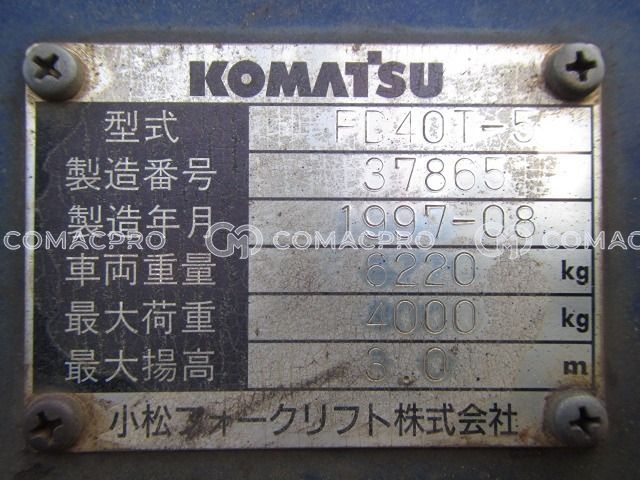 KOMATSU
型式 FD40T-5
製造番号 37865
製造年月 1997-08
COMACPRO COMACPRO COMACPRO
車両重量 6220 kg
最大荷重 4000 kg
最大揚高 3.0 m
小松フォークリフト株式会社